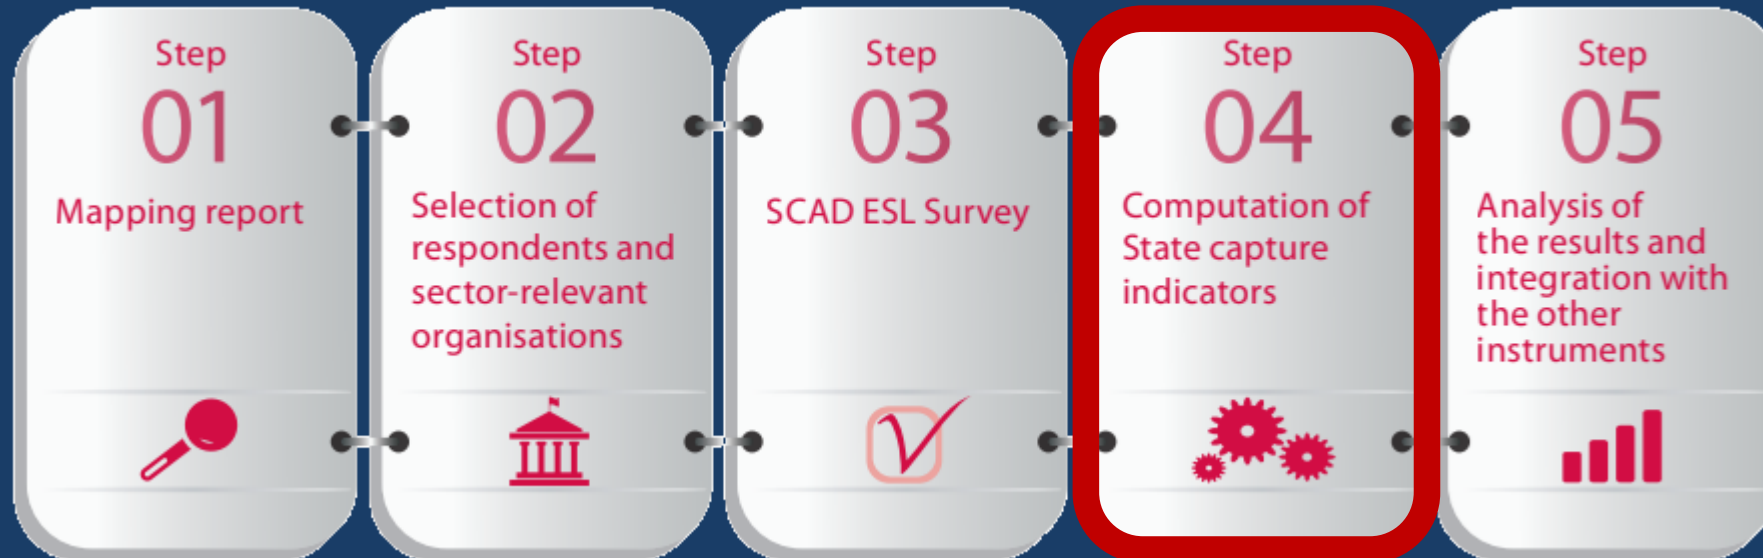 Step
01
Mapping report
Step
02
Selection of
respondents and
sector-relevant
organisations
Step
03
SCAD ESL Survey
Step
04
Computation of
State capture
indicators
Step
05
Analysis of
the results and
integration with
the other
instruments